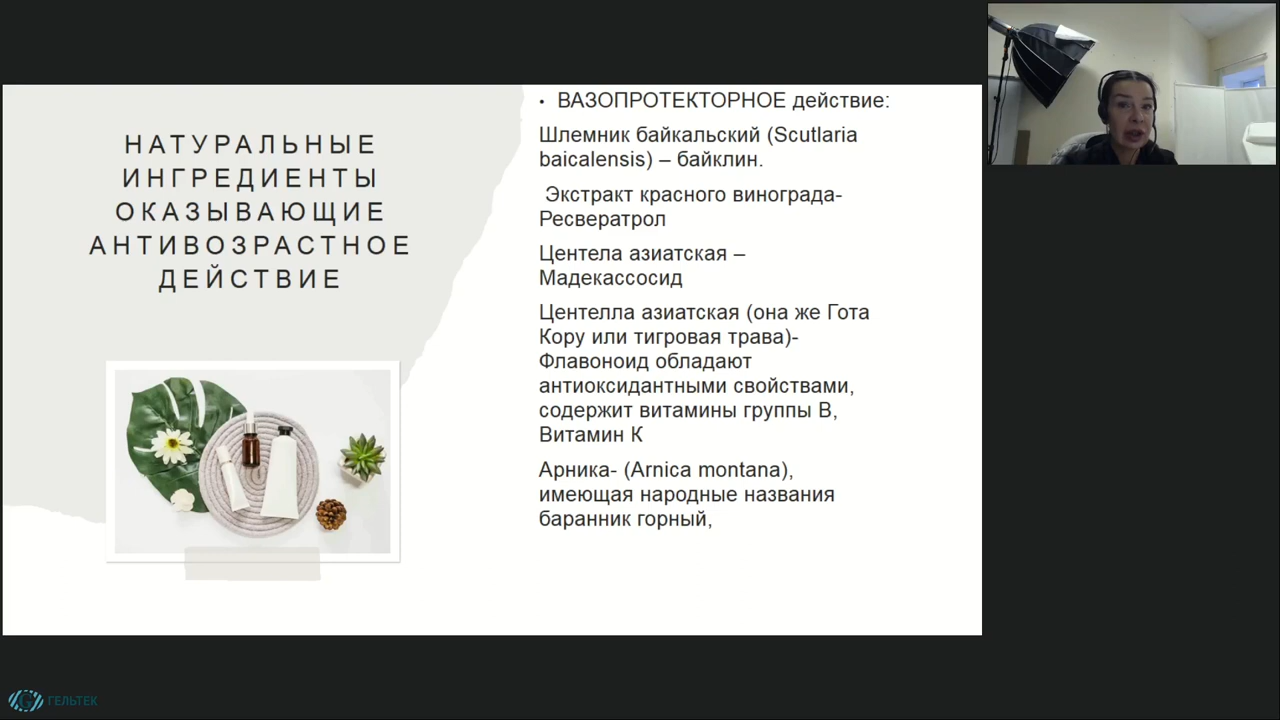 НАТУРАЛЬНЫЕ
ИНГРЕДИЕНТЫ
ОКАЗЫВАЮЩИЕ
АНТИВОЗРАСТНОЕ
ДЕЙСТВИЕ
• ВАЗОПРОТЕКТОРНОЕ действие:
Шлемник байкальский (Scutlaria
baicalensis) – байклин.
Экстракт красного винограда-
Ресвератрол
Центела азиатская –
Мадекассосид
Центелла азиатская (она же Гота
Кору или тигровая трава)-
Флавоноид обладают
антиоксидантными свойствами,
содержит витамины группы В,
Витамин К
Арника- (Arnica montana),
имеющая народные названия
баранник горный,
ГЕЛЬТЕК